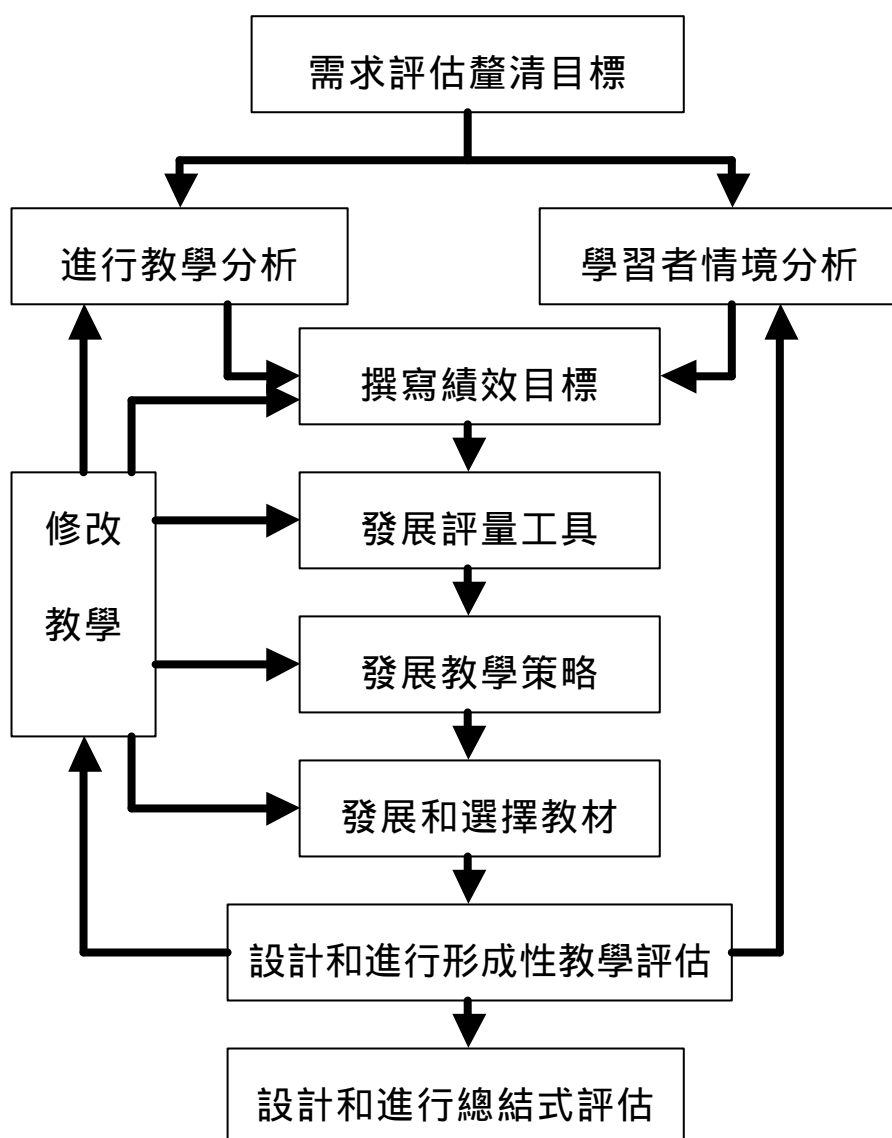 需求評估釐清目標
進行教學分析
學習者情境分析
撰寫績效目標
修改
教學
發展評量工具
發展教學策略
發展和選擇教材
設計和進行形成性教學評估
設計和進行總結式評估